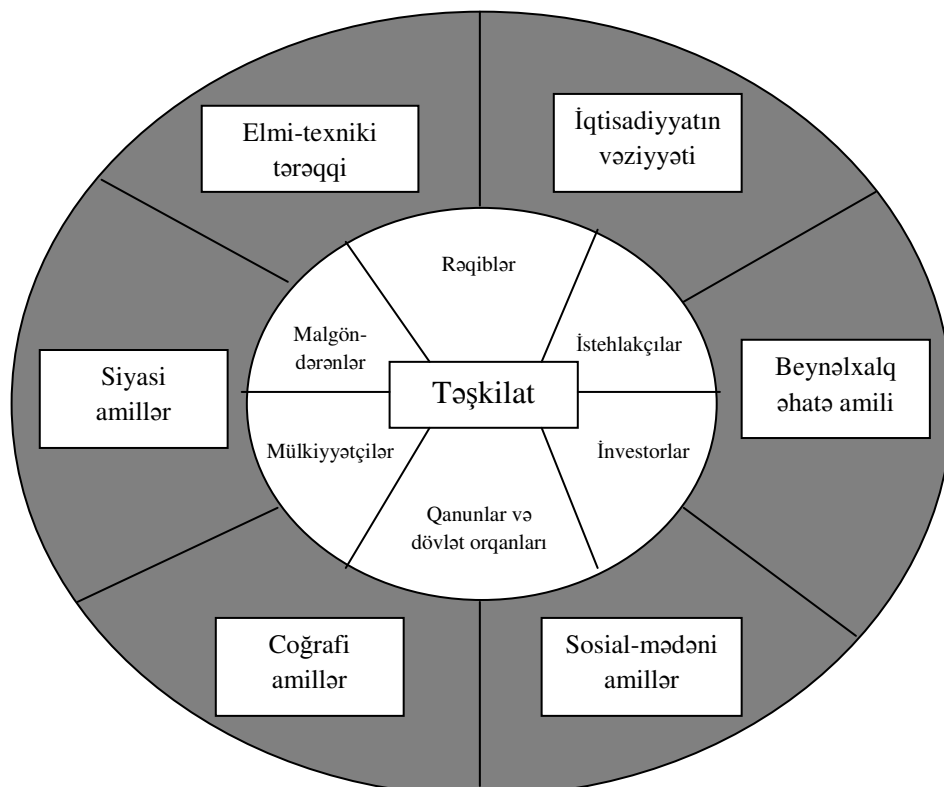 Elmi-texniki
tərəqqi
İqtisadiyyatın
vəziyyəti
Rəqiblər
Malgön-
dərənlər
İstehlakçılar
Siyasi
amillər
Təşkilat
Beynəlxalq
əhatə amili
Mülkiyyətçilər
İnvestorlar
Qanunlar və
dövlət orqanları
Coğrafi
amillər
Sosial-mədəni
amillər